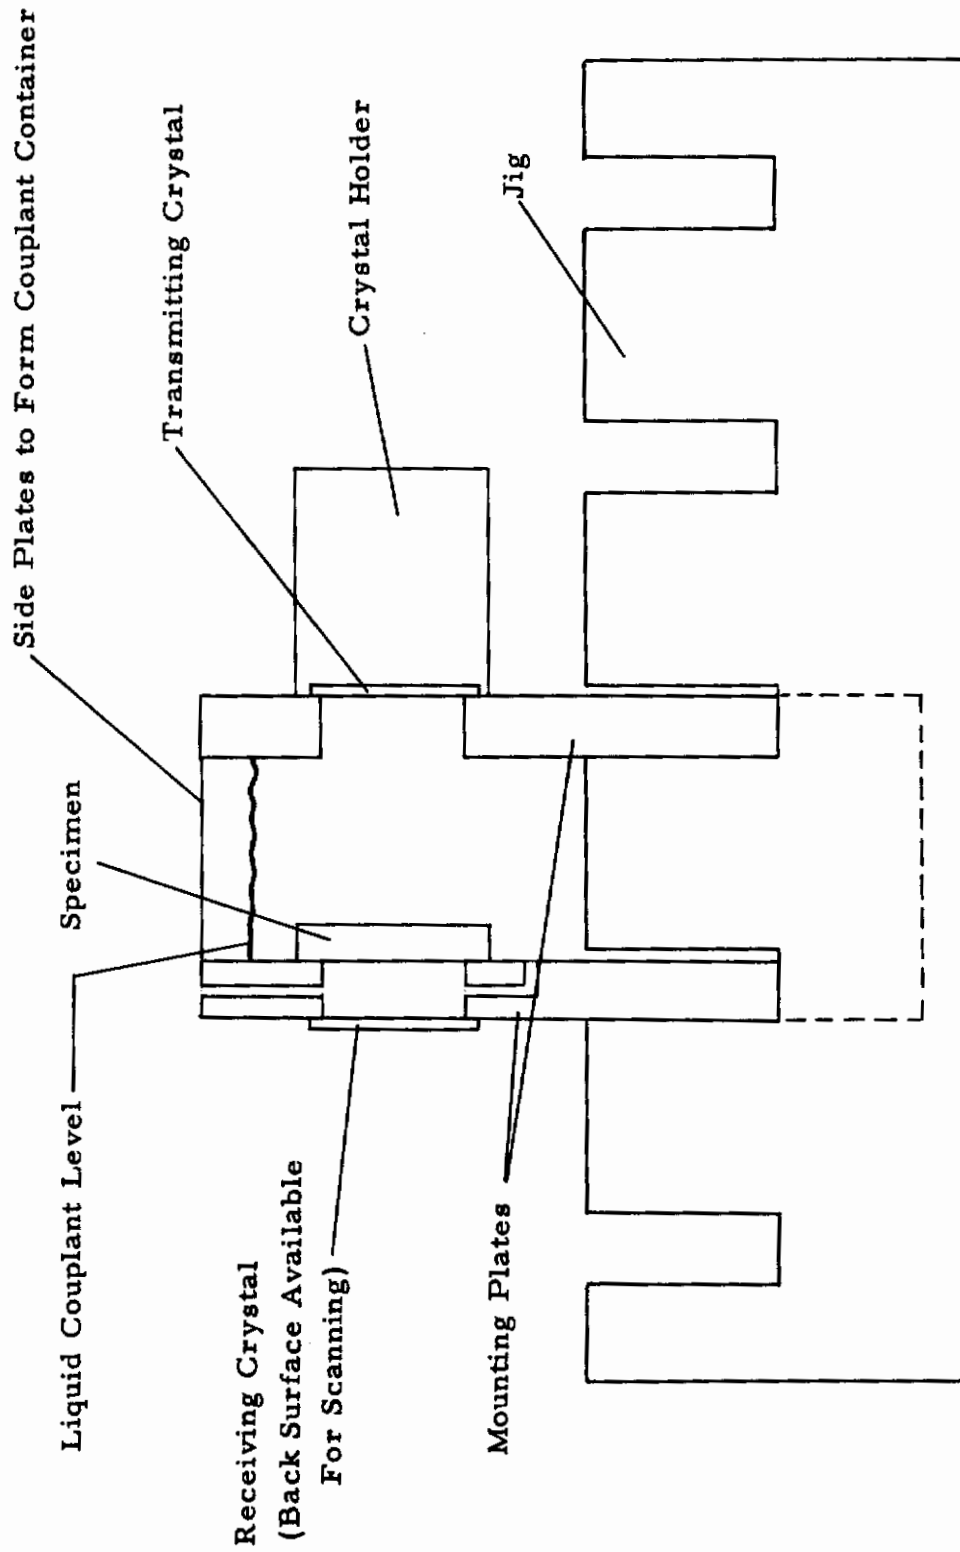 Side Plates to Form Couplant Container
Transmitting Crystal
Crystal Holder
Jig
Specimen
Liquid Couplant Level
Receiving Crystal
(Back Surface Available
For Scanning)
Mounting Plates